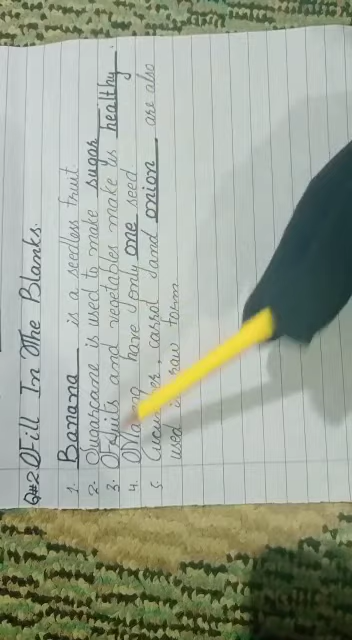 Q#2 Fill In The Blanks.
1. Banana is a seedless fruit.
2. Sugarcane is used to make sugar
3. Fruits and vegetables make us healthy.
4. have only one seed.
5. carrot and onion are also
used raw form